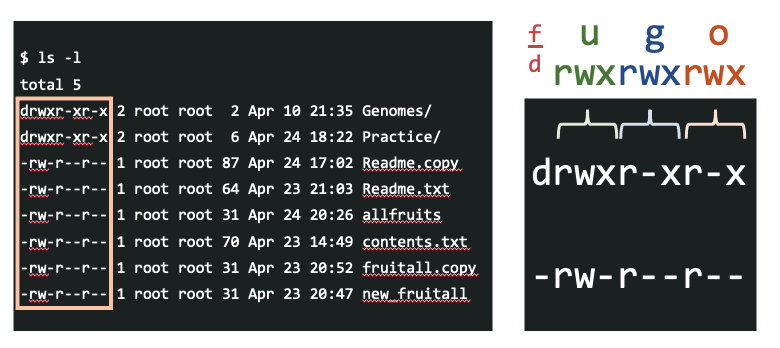 $ ls -l
total 5
drwxr-xr-x 2 root root  2 Apr 10 21:35 Genomes/
drwxr-xr-x 2 root root  6 Apr 24 18:22 Practice/
-rw-r--r-- 1 root root 87 Apr 24 17:02 Readme.copy
-rw-r--r-- 1 root root 64 Apr 23 21:03 Readme.txt
-rw-r--r-- 1 root root 31 Apr 24 20:26 allfruits
-rw-r--r-- 1 root root 70 Apr 23 14:49 contents.txt
-rw-r--r-- 1 root root 31 Apr 23 20:52 fruitall.copy
-rw-r--r-- 1 root root 31 Apr 23 20:47 new_fruitall
f u g o
d rwxrwxrwx
drwxr-xr-x
-rw-r--r--